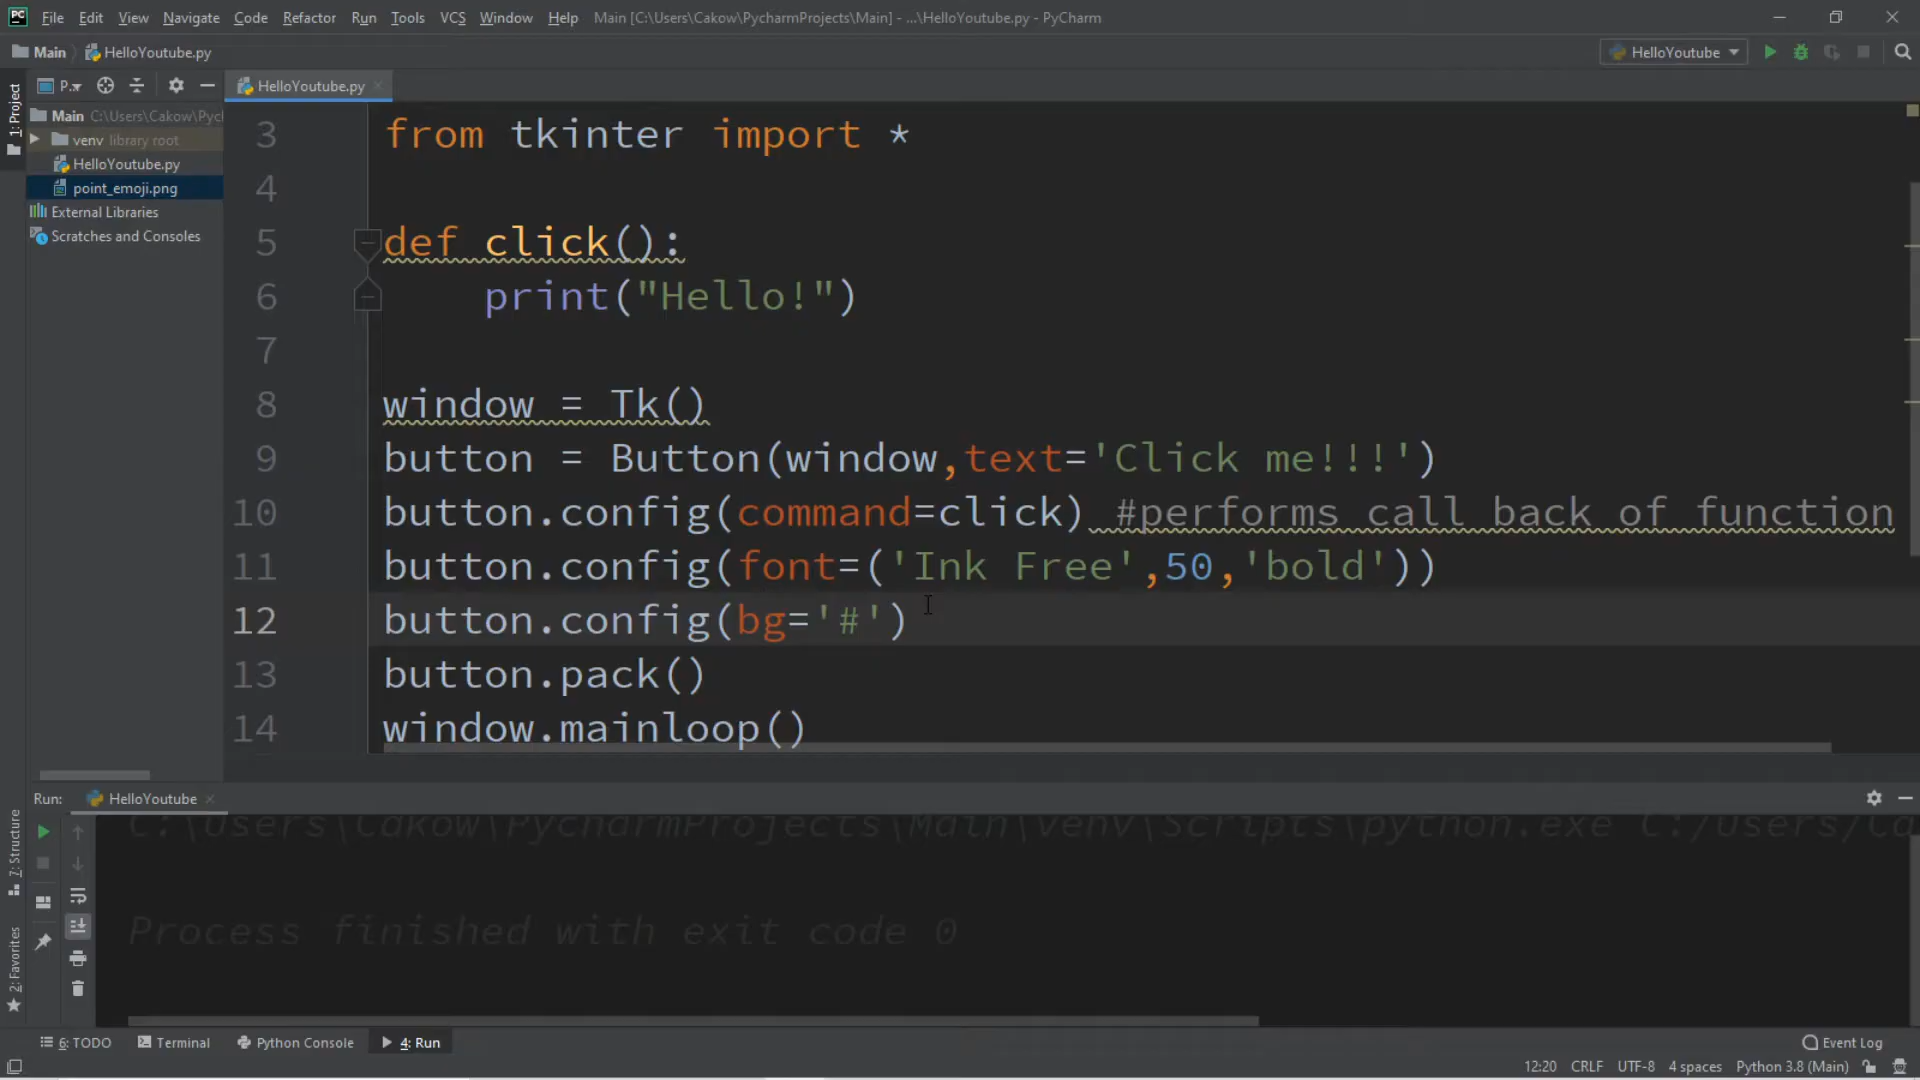 PC File Edit View Navigate Code Refactor Run Tools VCS Window Help Main [C:\Users\Cakow\PycharmProjects\Main] - ...\HelloYoutube.py - PyCharm
Main HelloYoutube.py HelloYoutube
1: Project
P... HelloYoutube.py
Main C:\Users\Cakow\Pyc
venv library root
HelloYoutube.py
point_emoji.png
External Libraries
Scratches and Consoles
3 from tkinter import *
4
5 def click():
6 print("Hello!")
7
8 window = Tk()
9 button = Button(window,text='Click me!!!')
10 button.config(command=click) #performs call back of function
11 button.config(font=('Ink Free',50,'bold'))
12 button.config(bg='#')
13 button.pack()
14 window.mainloop()
Run: HelloYoutube
7: Structure
2: Favorites
C:\Users\Cakow\PycharmProjects\Main\venv\Scripts\python.exe C:/Users/Ca
Process finished with exit code 0
6: TODO Terminal Python Console 4: Run Event Log
12:20 CRLF UTF-8 4 spaces Python 3.8 (Main)